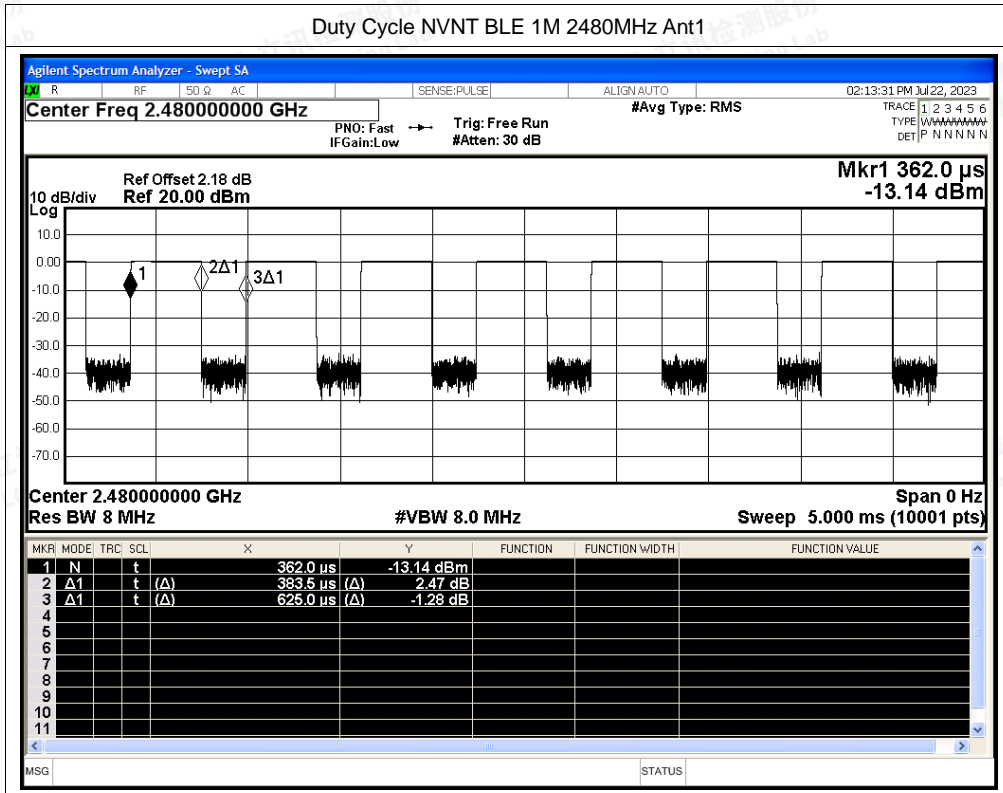 Duty Cycle NVNT BLE 1M 2480MHz Ant1
Agilent Spectrum Analyzer - Swept SA
LXI R RF 50 Ω AC SENSE:PULSE ALIGN AUTO 02:13:31 PM Jul 22, 2023
Center Freq 2.480000000 GHz #Avg Type: RMS TRACE 1 2 3 4 5 6
PNO: Fast Trig: Free Run TYPE WWWWWW
IFGain:Low #Atten: 30 dB DET P N N N N N
Mkr1 362.0 µs
Ref Offset 2.18 dB
10 dB/div Ref 20.00 dBm -13.14 dBm
Log
10.0
0.00
-10.0
-20.0
-30.0
-40.0
-50.0
-60.0
-70.0
1 2Δ1 3Δ1
Center 2.480000000 GHz Span 0 Hz
Res BW 8 MHz #VBW 8.0 MHz Sweep 5.000 ms (10001 pts)
MKR MODE TRC SCL X Y FUNCTION FUNCTION WIDTH FUNCTION VALUE
1 N t 362.0 µs -13.14 dBm
2 Δ1 t (Δ) 383.5 µs (Δ) 2.47 dB
3 Δ1 t (Δ) 625.0 µs (Δ) -1.28 dB
4
5
6
7
8
9
10
11
MSG STATUS